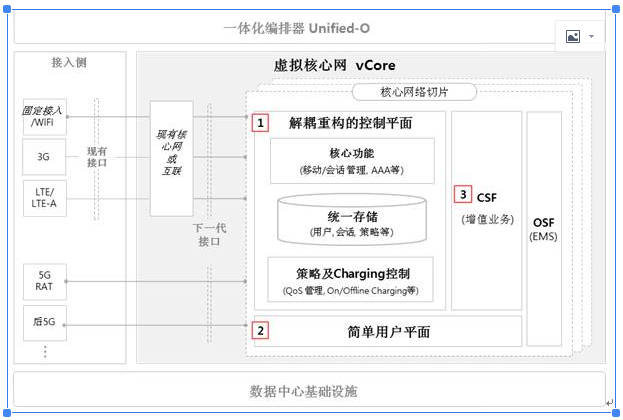 一体化编排器 Unified-O
接入侧
虚拟核心网 vCore
核心网络切片
固定接入
/WiFi
3G
LTE/
LTE-A
5G
RAT
后5G
⋮
现有
接口
现有核
心网
或
互联
下一代
接口
1
解耦重构的控制平面
核心功能
(移动/会话管理, AAA等)
统一存储
(用户, 会话, 策略等)
策略及Charging控制
(QoS 管理, On/Offline Charging等)
2
简单用户平面
3
CSF
(增值业务)
OSF
(EMS)
数据中心基础设施